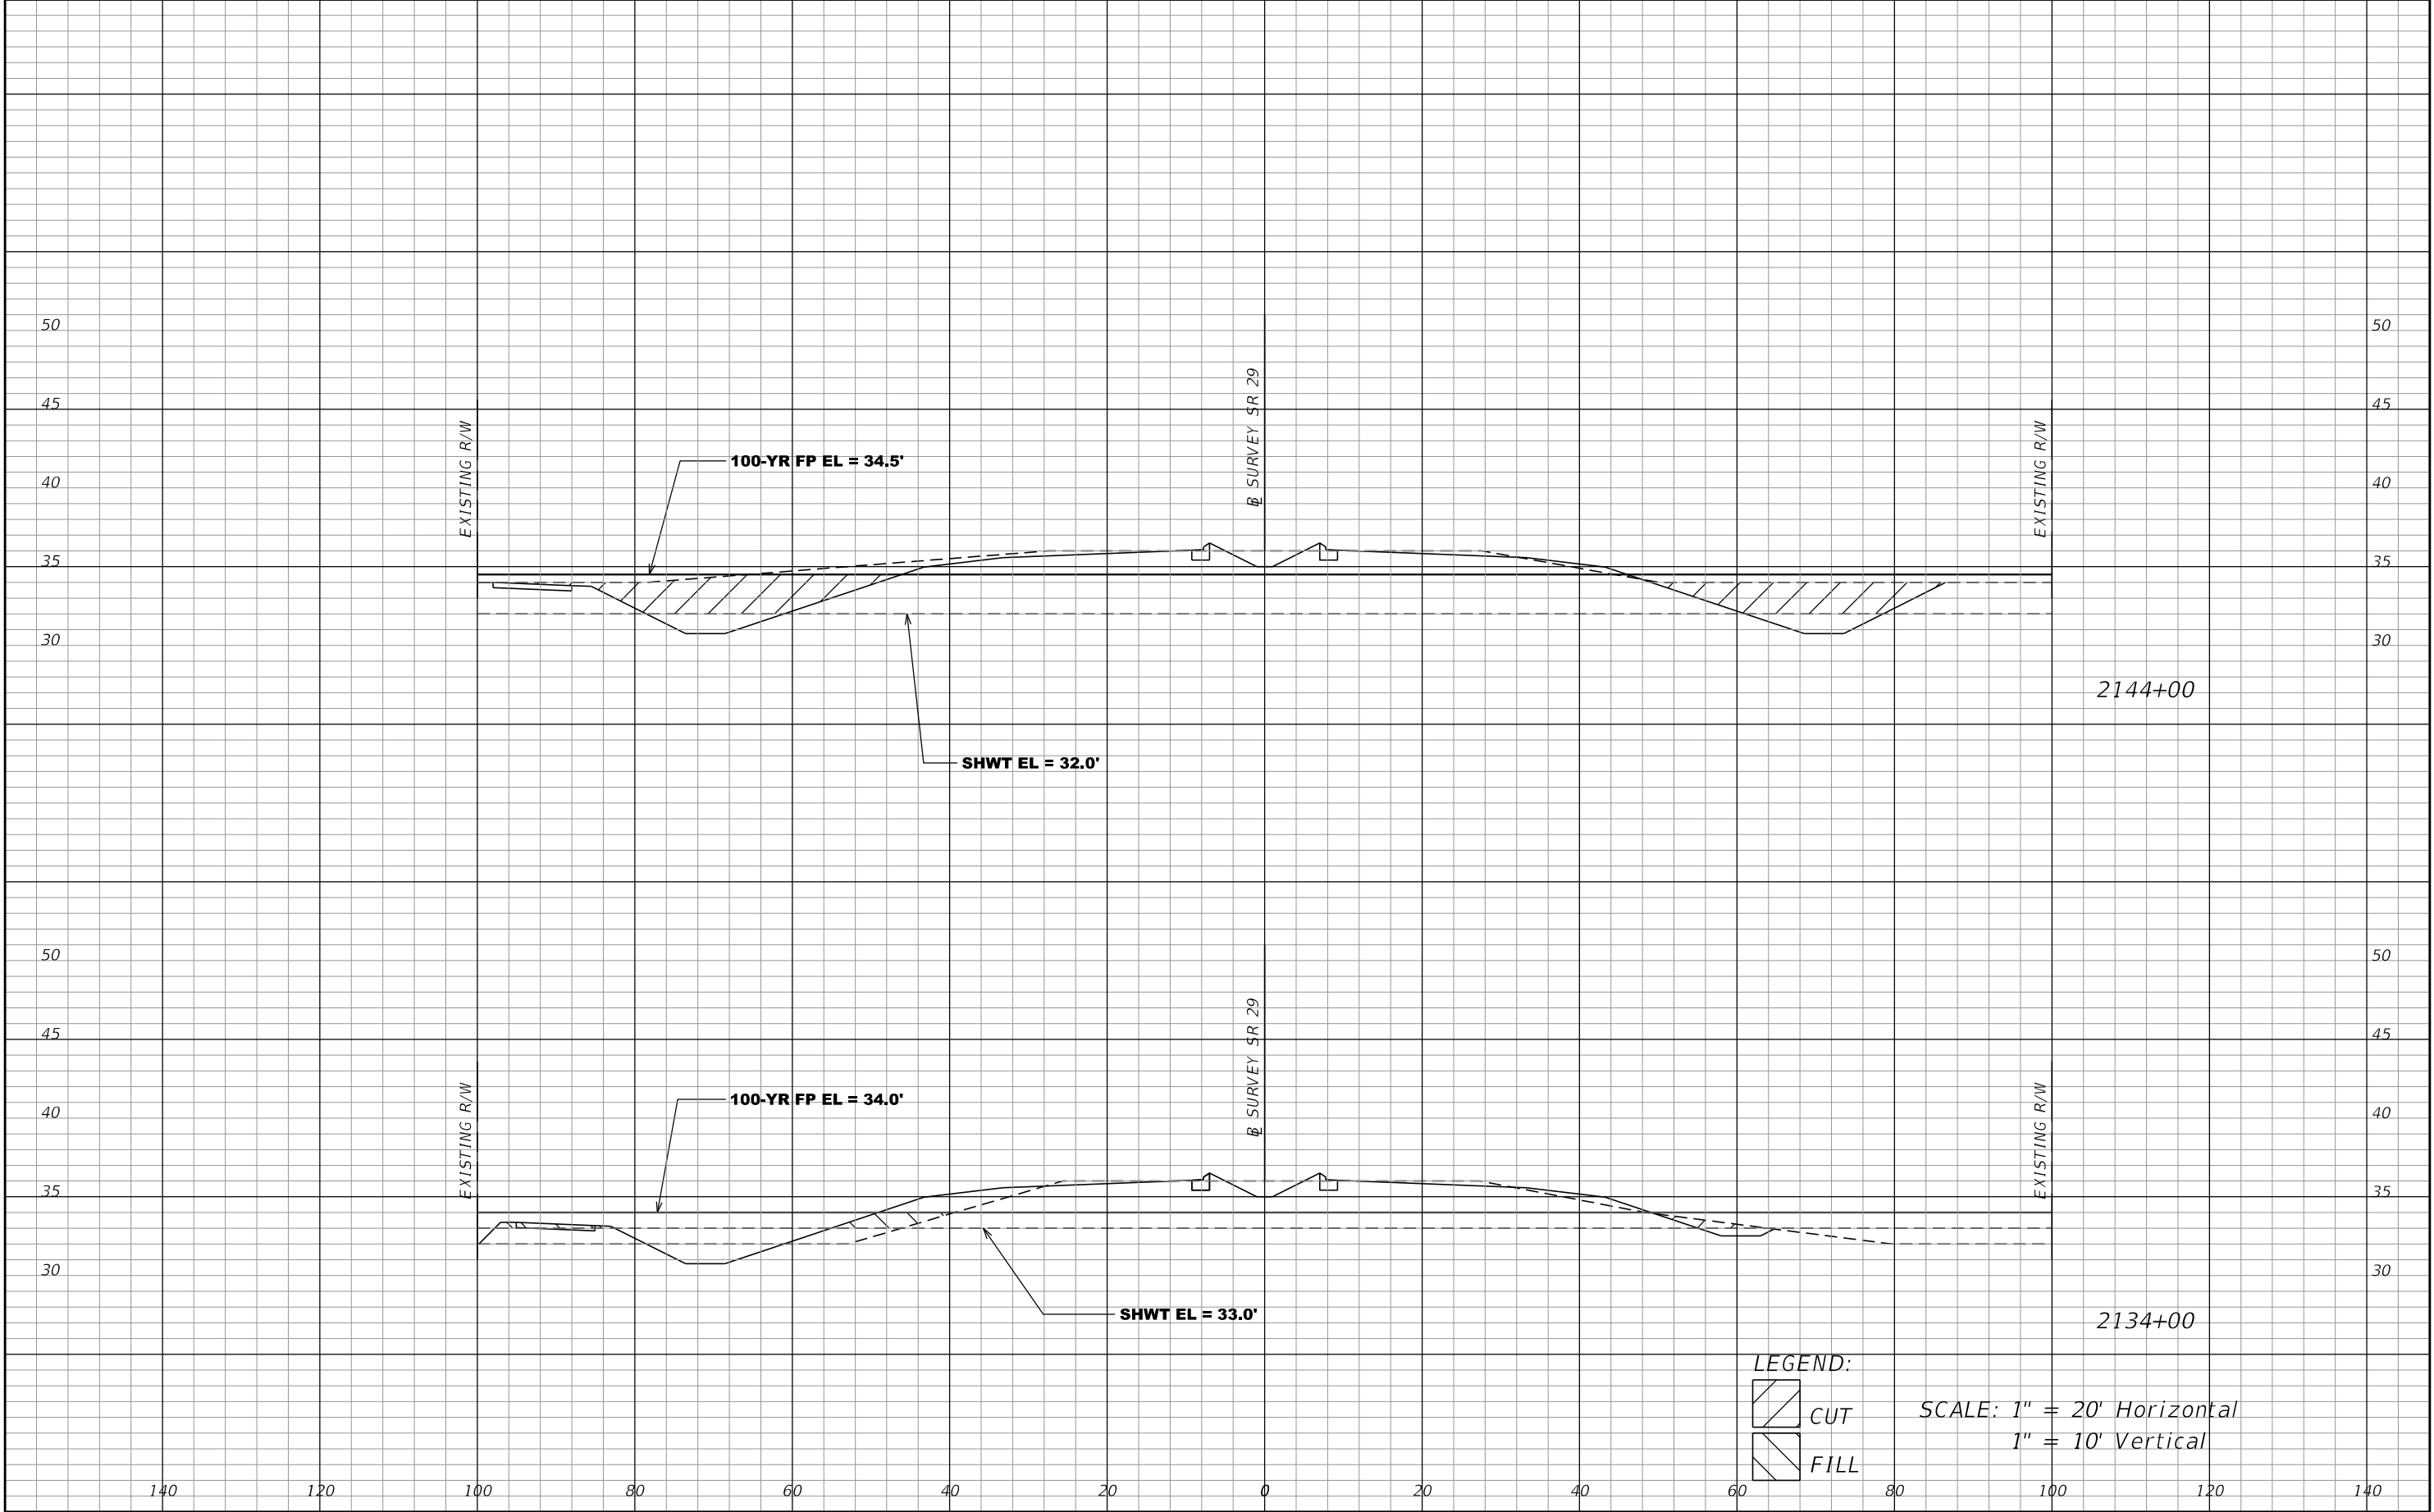 50 50
℄ SURVEY SR 29
45 45
EXISTING R/W EXISTING R/W
100-YR FP EL = 34.5'
40 40
35 35
30 30
2144+00
SHWT EL = 32.0'
50 50
℄ SURVEY SR 29
45 45
EXISTING R/W EXISTING R/W
100-YR FP EL = 34.0'
40 40
35 35
30 30
SHWT EL = 33.0'
2134+00
LEGEND:
CUT
FILL
SCALE: 1" = 20' Horizontal
1" = 10' Vertical
140 120 100 80 60 40 20 0 20 40 60 80 100 120 140